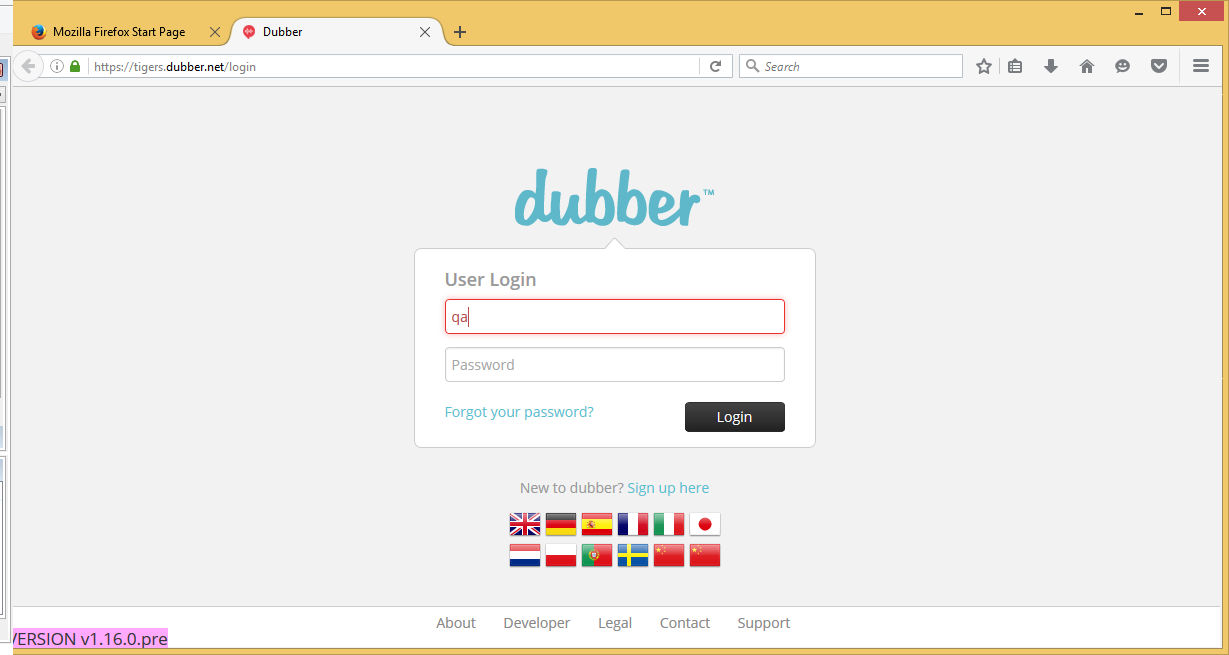 Mozilla Firefox Start Page
Dubber
https://tigers.dubber.net/login
Search
dubber™
User Login
qa
Password
Forgot your password?
Login
New to dubber? Sign up here
About Developer Legal Contact Support
VERSION v1.16.0.pre